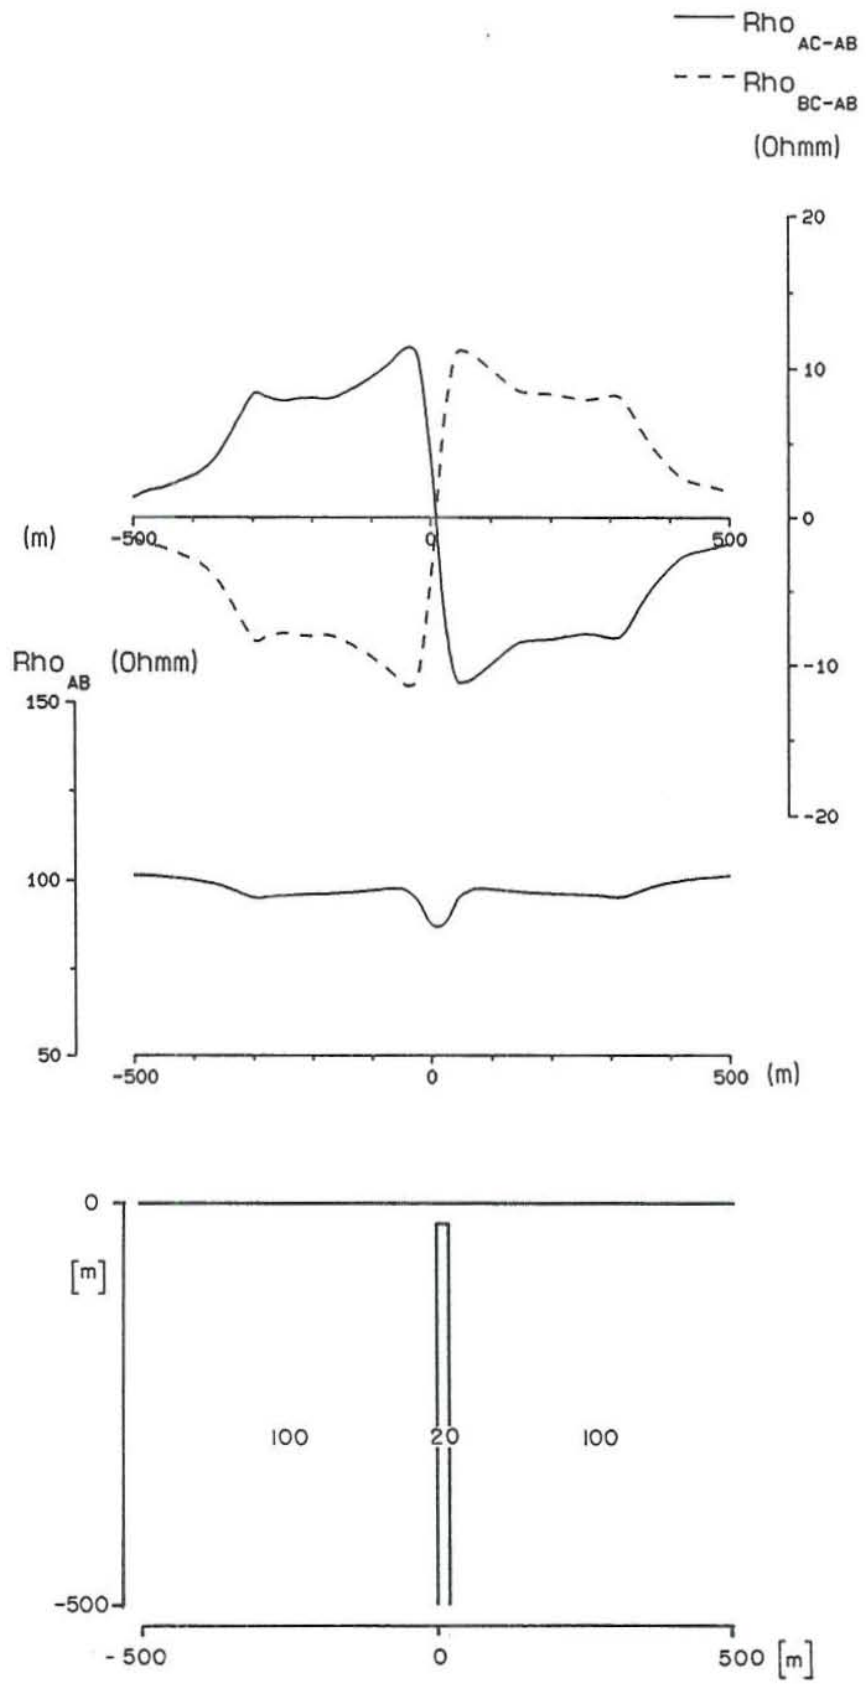 Rho AC-AB
Rho BC-AB
(Ohmm)
20
10
0
-10
-20
(m) -500 0 500
Rho AB (Ohmm)
150
100
50
-500 0 500 (m)
0
[m]
100 20 100
-500
-500 0 500 [m]